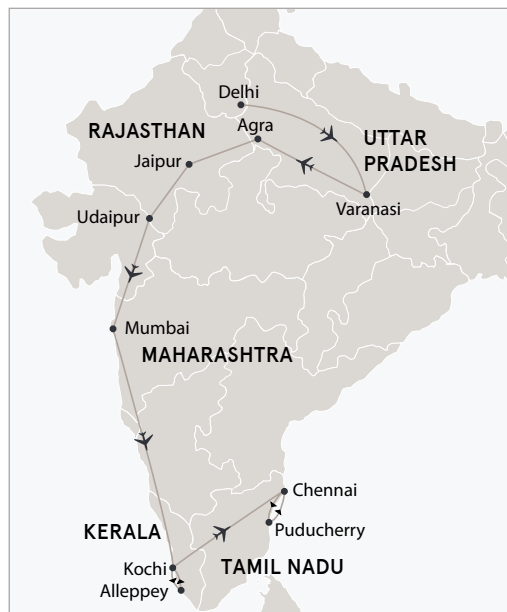 Delhi
RAJASTHAN
Agra
UTTAR
PRADESH
Jaipur
Varanasi
Udaipur
Mumbai
MAHARASHTRA
Chennai
Puducherry
KERALA
Kochi
TAMIL NADU
Alleppey